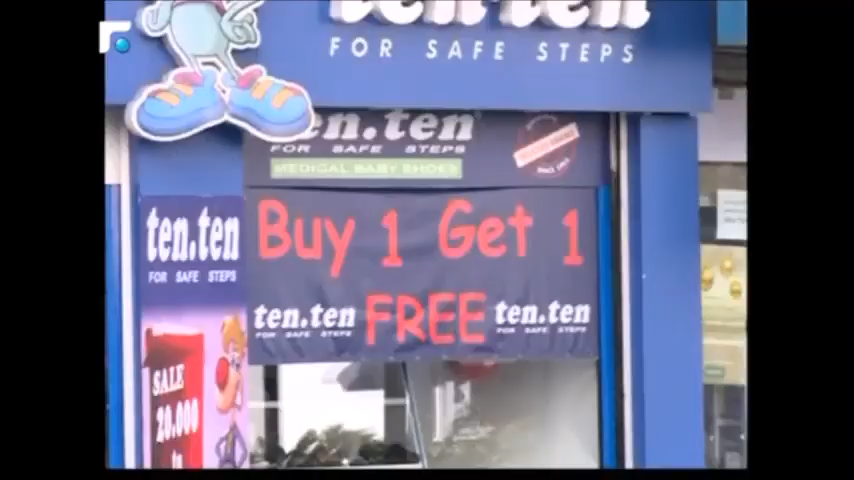 ten.ten
FOR SAFE STEPS
ten.ten
FOR SAFE STEPS
MEDICAL BABY SHOES
Buy 1 Get 1
FREE
ten.ten
FOR SAFE STEPS
ten.ten
FOR SAFE STEPS
ten.ten
FOR SAFE STEPS
SALE
20.000